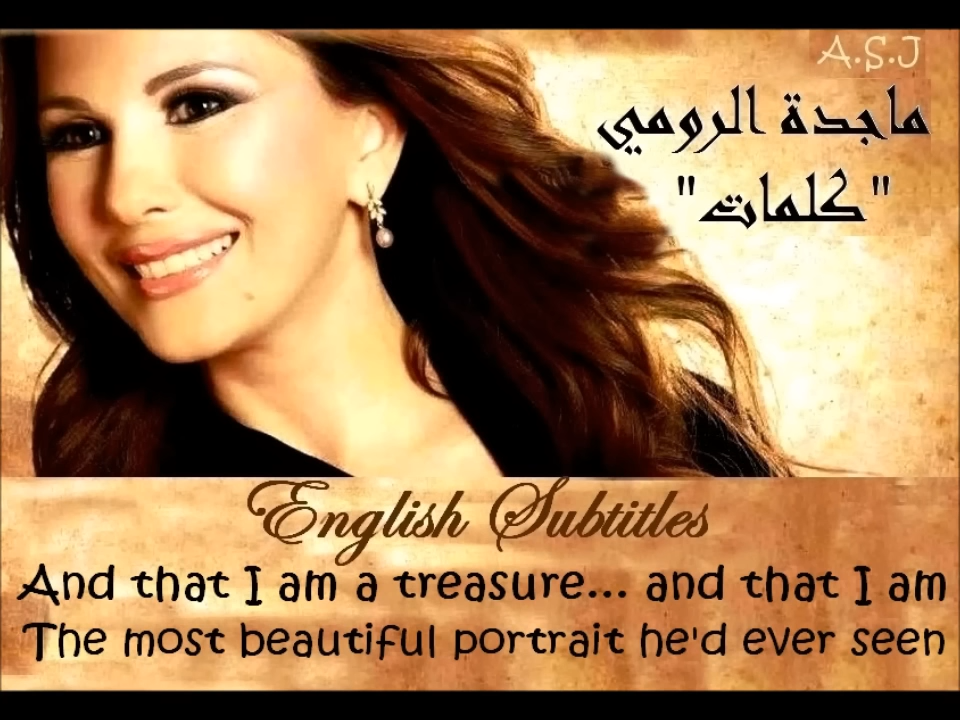 A.S.J
ماجدة الرومي
"كلمات"
English Subtitles
And that I am a treasure... and that I am
The most beautiful portrait he'd ever seen